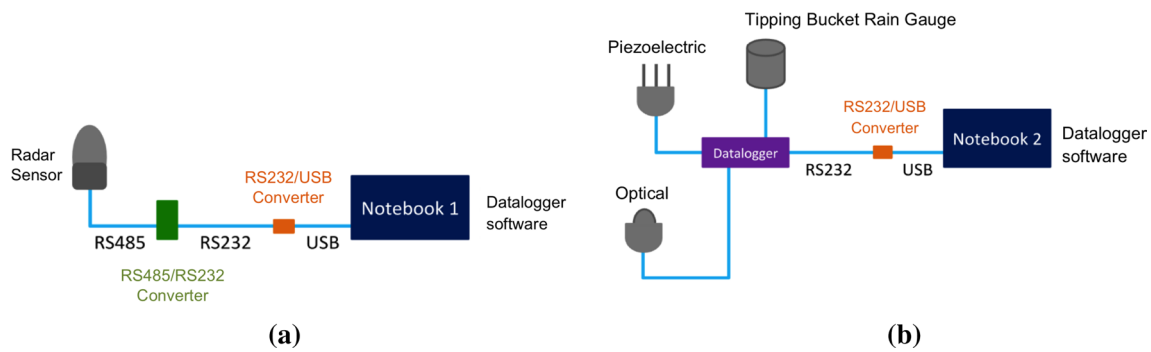 Radar
Sensor
RS485
RS485/RS232
Converter
RS232
RS232/USB
Converter
USB
Notebook 1
Datalogger
software
(a)
Tipping Bucket Rain Gauge
Piezoelectric
Optical
Datalogger
RS232
RS232/USB
Converter
USB
Notebook 2
Datalogger
software
(b)